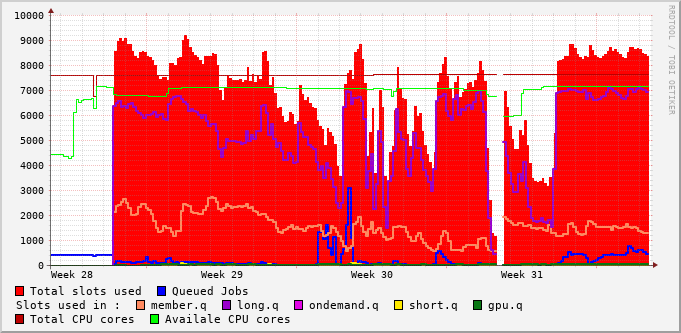 10000
9000
8000
7000
6000
5000
4000
3000
2000
1000
0
Week 28
Week 29
Week 30
Week 31
RRDTOOL / TOBI OETIKER
Total slots used
Queued Jobs
Slots used in :
member.q
long.q
ondemand.q
short.q
gpu.q
Total CPU cores
Availale CPU cores